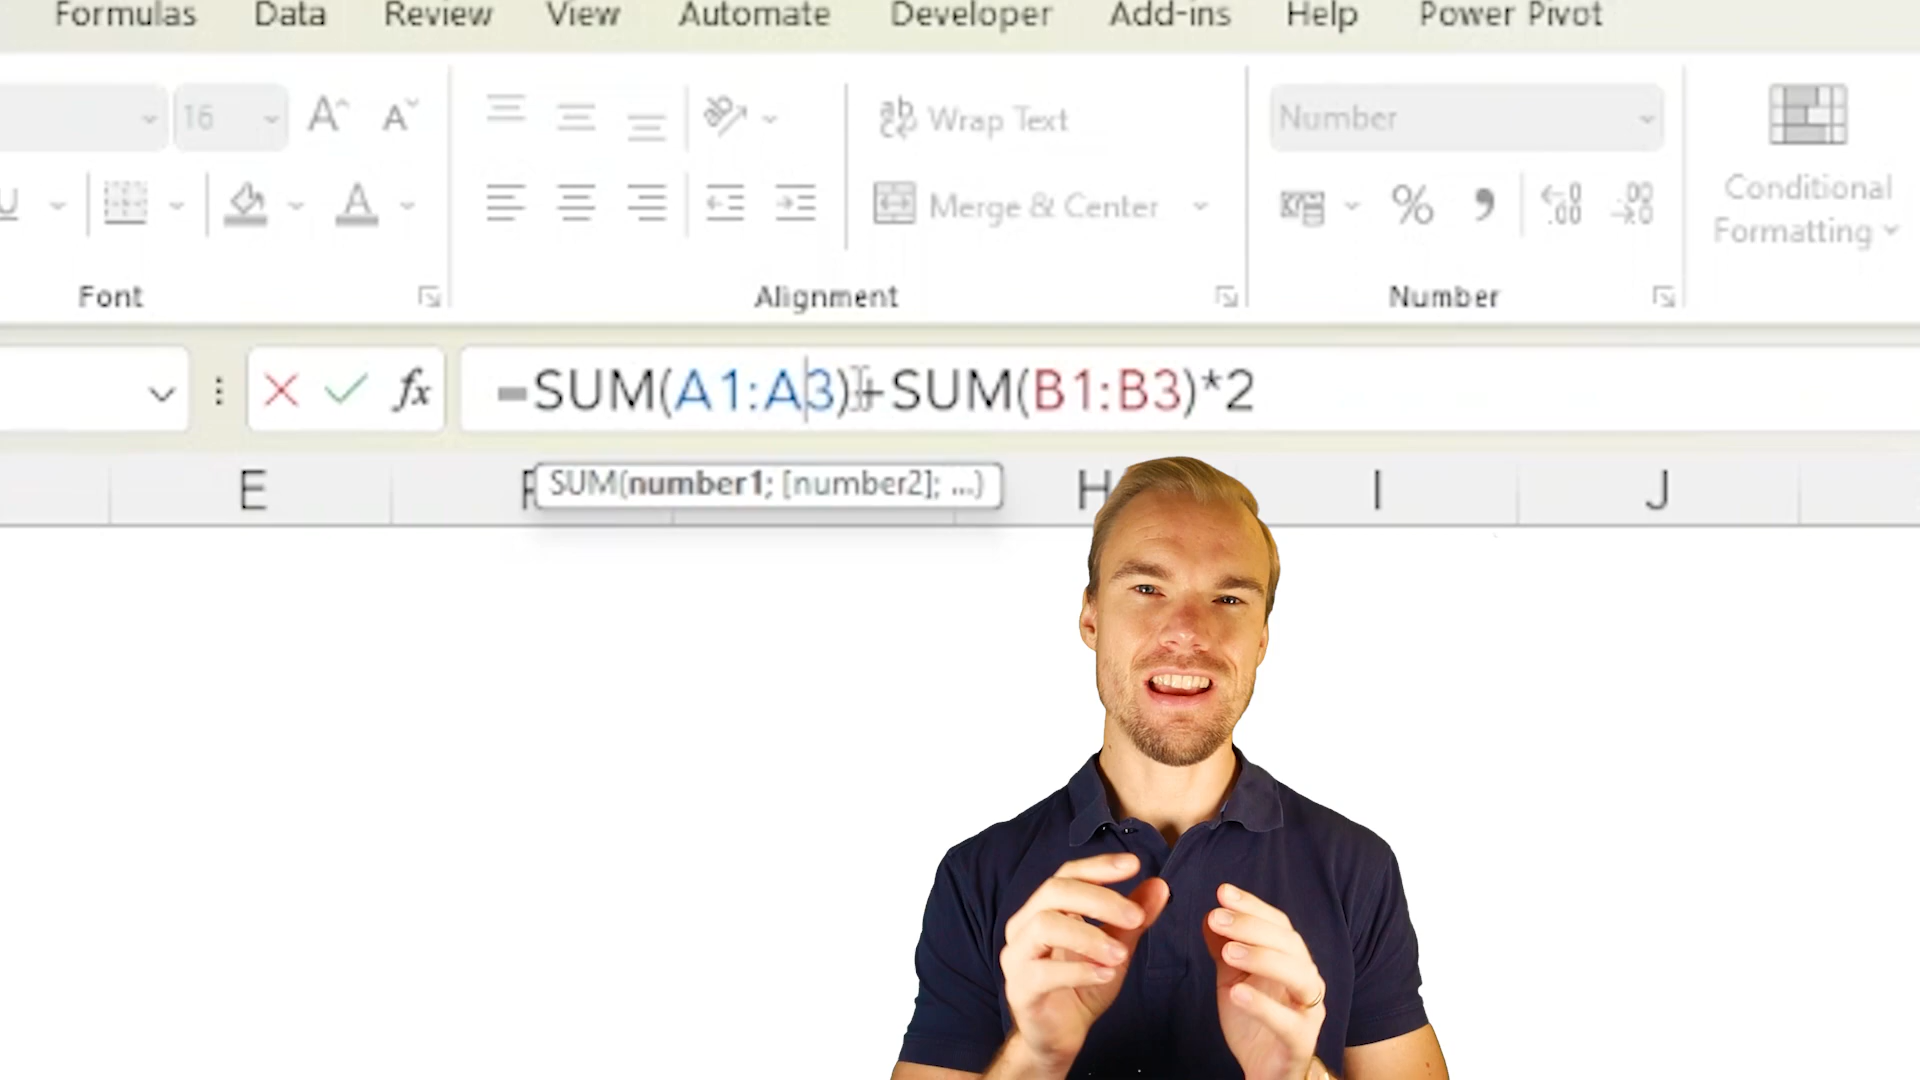 Formulas Data Review View Automate Developer Add-ins Help Power Pivot
16 A A Wrap Text Number
U A Merge & Center % Conditional Formatting
Font Alignment Number
fx =SUM(A1:A3)+SUM(B1:B3)*2
E SUM(number1; [number2]; ...) H I J